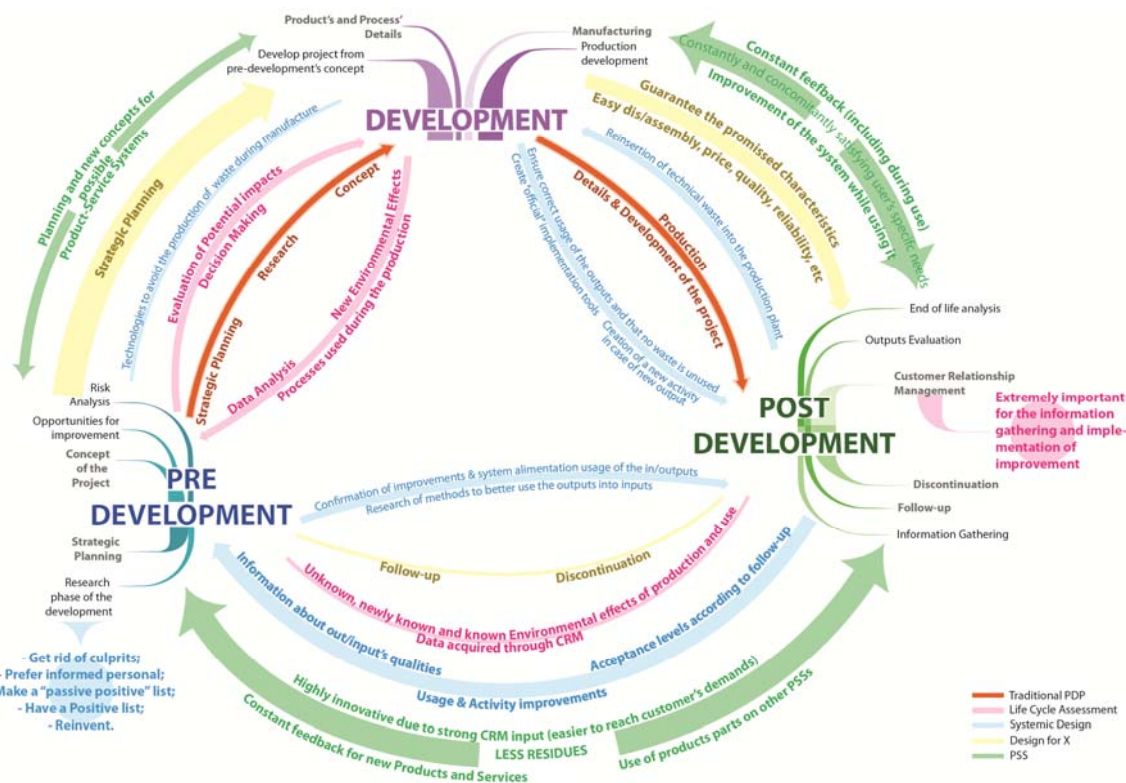 Product's and Process'
Details
Develop project from
pre-development's concept
Manufacturing
Production
development
DEVELOPMENT
Planning and new concepts for
possible
Product-Service Systems
Strategic Planning
Technologies to avoid the production of waste during manufacture
Evaluation of Potential impacts
Decision Making
Strategic Planning
Research
Concept
New Environmental Effects
Data Analysis
Processes used during the production
Ensure correct usage of the outputs and that no waste is unused
Create "official" implementation tools
Creation of a new activity
in case of new output
Production
Details & Development of the project
Reinsertion of technical waste into the production plant
Guarantee the promissed characteristics
Easy dis/assembly, price, quality, reliability, etc
Constant feefback (including during use)
Constantly and concomitantly satisfying user's specific needs
Improvement of the system while using it
End of life analysis
Outputs Evaluation
Customer Relationship
Management
Extremely important
for the information
gathering and imple-
mentation of
improvement
POST
DEVELOPMENT
Discontinuation
Follow-up
Information Gathering
Risk
Analysis
Opportunities for
improvement
Concept
of the
Project
PRE
DEVELOPMENT
Strategic
Planning
Research
phase of the
development
- Get rid of culprits;
- Prefer informed personal;
Make a "passive positive" list;
- Have a Positive list;
- Reinvent.
Confirmation of improvements & system alimentation usage of the in/outputs
Research of methods to better use the outputs into inputs
Follow-up
Discontinuation
Unknown, newly known and known Environmental effects of production and use
Data acquired through CRM
Information about out/input's qualities
Acceptance levels according to follow-up
Usage & Activity improvements
Highly innovative due to strong CRM input (easier to reach customer's demands)
LESS RESIDUES
Constant feedback for new Products and Services
Use of products parts on other PSSs
Traditional PDP
Life Cycle Assessment
Systemic Design
Design for X
PSS